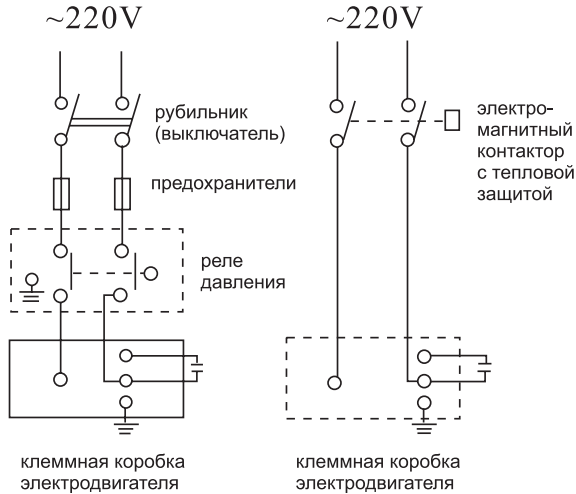 ~220V
рубильник
(выключатель)
предохранители
реле
давления
клеммная коробка
электродвигателя
~220V
электро-
магнитный
контактор
с тепловой
защитой
клеммная коробка
электродвигателя